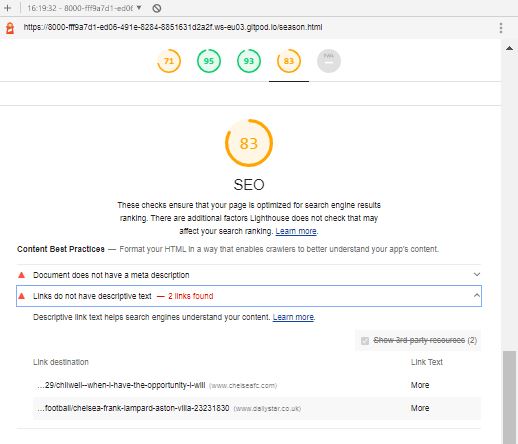 16:19:32 - 8000-fff9a7d1-ed06
https://8000-fff9a7d1-ed06-491e-8284-8851631d2a2f.ws-eu03.gitpod.io/season.html
71 95 93 83
83
SEO
These checks ensure that your page is optimized for search engine results
ranking. There are additional factors Lighthouse does not check that may
affect your search ranking. Learn more.
Content Best Practices — Format your HTML in a way that enables crawlers to better understand your app's content.
Document does not have a meta description
Links do not have descriptive text — 2 links found
Descriptive link text helps search engines understand your content. Learn more.
Show 3rd-party resources (2)
Link destination Link Text
…29/chilwell--when-i-have-the-opportunity-i-will (www.chelseafc.com) More
…football/chelsea-frank-lampard-aston-villa-23231830 (www.dailystar.co.uk) More